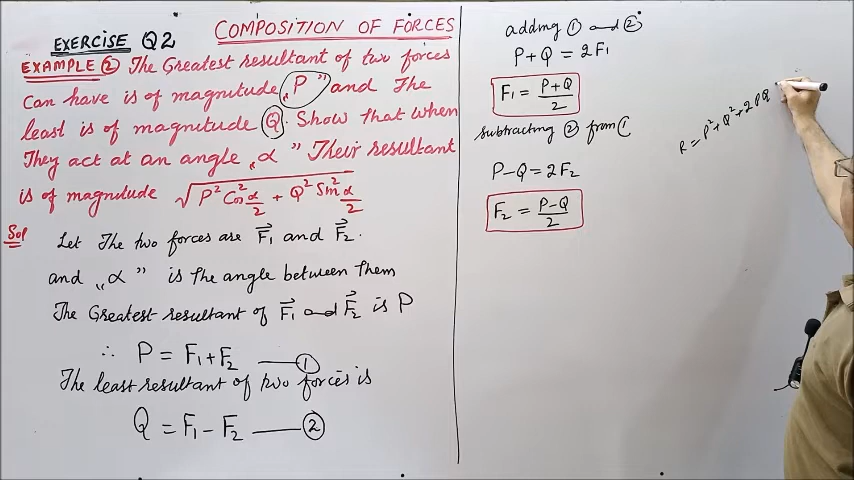 COMPOSITION OF FORCES
EXERCISE Q2
EXAMPLE ② The Greatest resultant of two forces
Can have is of magnitude „P" and The
least is of magnitude Q. Show that when
They act at an angle „α" Their resultant
is of magnitude √(P² Cos² α/2 + Q² Sin² α/2)
Sol
Let The two forces are F⃗₁ and F⃗₂.
and „α" is the angle between them
The Greatest resultant of F⃗₁ and F⃗₂ is P
∴ P = F₁+F₂ —— ①
The least resultant of two forces is
Q = F₁ - F₂ —— ②
adding ① and ②
P+Q = 2F₁
F₁ = (P+Q)/2
subtracting ② from ①
P-Q = 2F₂
F₂ = (P-Q)/2
R = P² + Q² + 2PQ